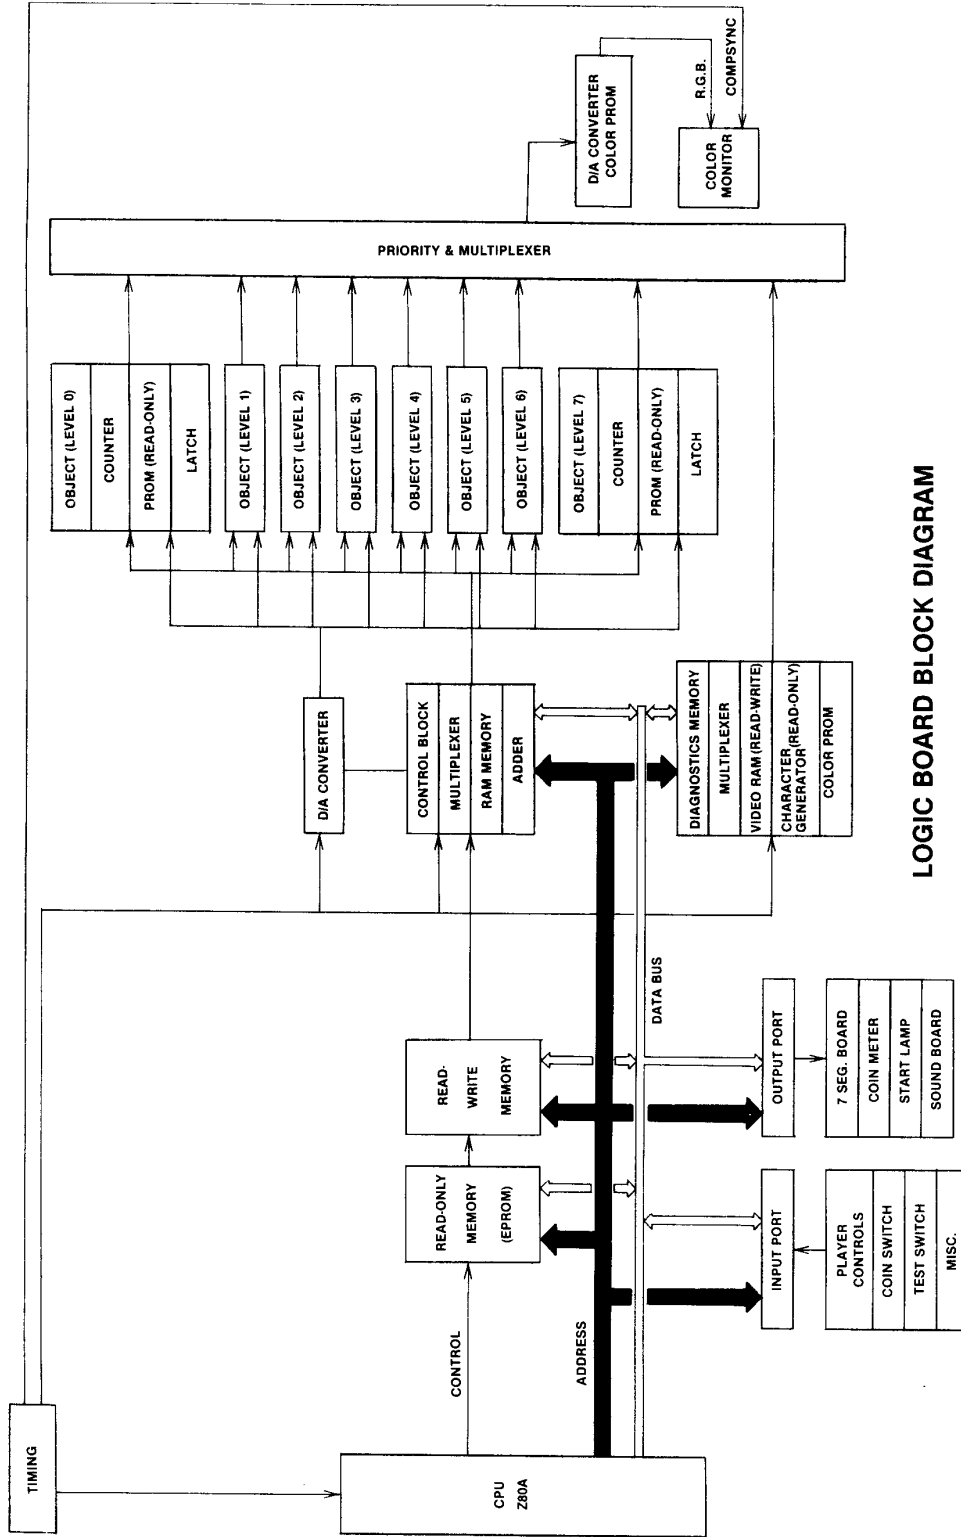 TIMING
CPU
Z80A
CONTROL
ADDRESS
DATA BUS
READ-ONLY
MEMORY
(EPROM)
READ-
WRITE
MEMORY
INPUT PORT
PLAYER
CONTROLS
COIN SWITCH
TEST SWITCH
MISC.
OUTPUT PORT
7 SEG. BOARD
COIN METER
START LAMP
SOUND BOARD
D/A CONVERTER
CONTROL BLOCK
MULTIPLEXER
RAM MEMORY
ADDER
DIAGNOSTICS MEMORY
MULTIPLEXER
VIDEO RAM (READ-WRITE)
CHARACTER
GENERATOR (READ-ONLY)
COLOR PROM
OBJECT (LEVEL 0)
COUNTER
PROM (READ-ONLY)
LATCH
OBJECT (LEVEL 1)
OBJECT (LEVEL 2)
OBJECT (LEVEL 3)
OBJECT (LEVEL 4)
OBJECT (LEVEL 5)
OBJECT (LEVEL 6)
OBJECT (LEVEL 7)
COUNTER
PROM (READ-ONLY)
LATCH
PRIORITY & MULTIPLEXER
D/A CONVERTER
COLOR PROM
R.G.B.
COMPSYNC
COLOR
MONITOR
LOGIC BOARD BLOCK DIAGRAM